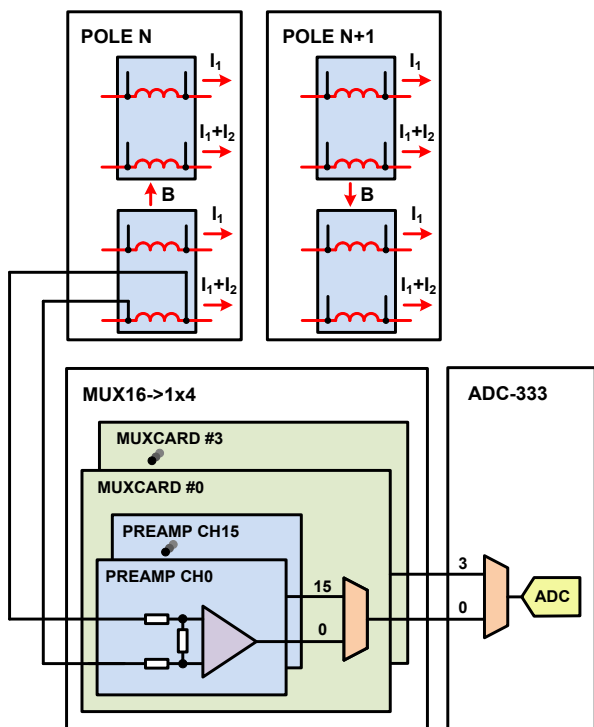 POLE N
POLE N+1
I₁
I₁
I₁+I₂
I₁+I₂
B
B
I₁
I₁
I₁+I₂
I₁+I₂
MUX16->1x4
ADC-333
MUXCARD #3
MUXCARD #0
PREAMP CH15
PREAMP CH0
15
0
3
0
ADC